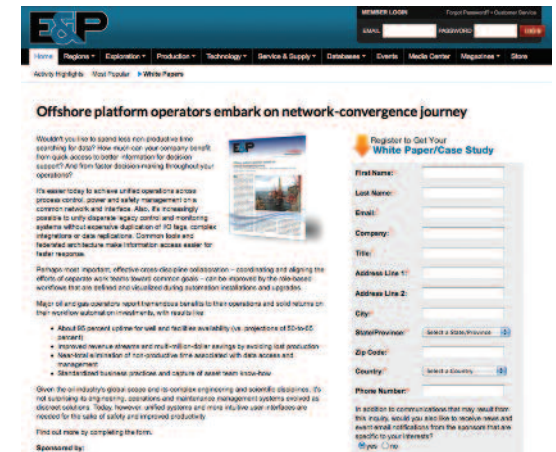 E&P
MEMBER LOGIN Forgot Password? • Customer Service
EMAIL PASSWORD LOGIN
Home Regions Exploration Production Technology Service & Supply Databases Events Media Center Magazines Store
Activity Highlights Most Popular White Papers
Offshore platform operators embark on network-convergence journey
Wouldn't you like to spend less non-productive time
searching for data? How much can your company benefit
from quick access to better information for decision
support? And from faster decision-making throughout your
operations?
It's easier today to achieve unified operations across
process control, power and safety management on a
common network and interface. Also, it's increasingly
possible to unify disparate legacy control and monitoring
systems without expensive duplication of I/O tags, complex
integrations or data replications. Common tools and
federated architecture make information access easier for
faster response.
Perhaps most important, effective cross-discipline collaboration – coordinating and aligning the
efforts of separate work teams toward common goals – can be improved by the role-based
workflows that are defined and visualized during automation installations and upgrades.
Major oil and gas operators report tremendous benefits to their operations and solid returns on
their workflow automation investments, with results like:
• About 95 percent uptime for well and facilities availability (vs. projections of 50-to-65
percent)
• Improved revenue streams and multi-million-dollar savings by avoiding lost production
• Near-total elimination of non-productive time associated with data access and
management
• Standardized business practices and capture of asset team know-how
Given the oil industry's global scope and its complex engineering and scientific disciplines, it's
not surprising its engineering, operations and maintenance management systems evolved as
discrete solutions. Today, however, unified systems and more intuitive user interfaces are
needed for the sake of safety and improved productivity.
Find out more by completing the form.
Sponsored by:
E&P
Register to Get Your
White Paper/Case Study
First Name:*
Last Name:*
Email:*
Company:*
Title:*
Address Line 1:*
Address Line 2:
City:*
State/Province:* Select a State/Province
Zip Code:*
Country:* Select a Country
Phone Number:*
In addition to communications that may result from
this inquiry, would you also like to receive news and
event email notifications from the sponsor that are
specific to your interests?
yes no